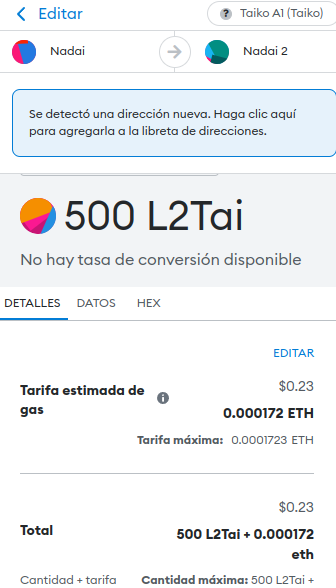 Editar
Taiko A1 (Taiko)
Nadai
Nadai 2
Se detectó una dirección nueva. Haga clic aquí
para agregarla a la libreta de direcciones.
500 L2Tai
No hay tasa de conversión disponible
DETALLES DATOS HEX
EDITAR
$0.23
Tarifa estimada de
gas
0.000172 ETH
Tarifa máxima: 0.0001723 ETH
$0.23
Total
500 L2Tai + 0.000172
eth
Cantidad + tarifa
Cantidad máxima: 500 L2Tai +